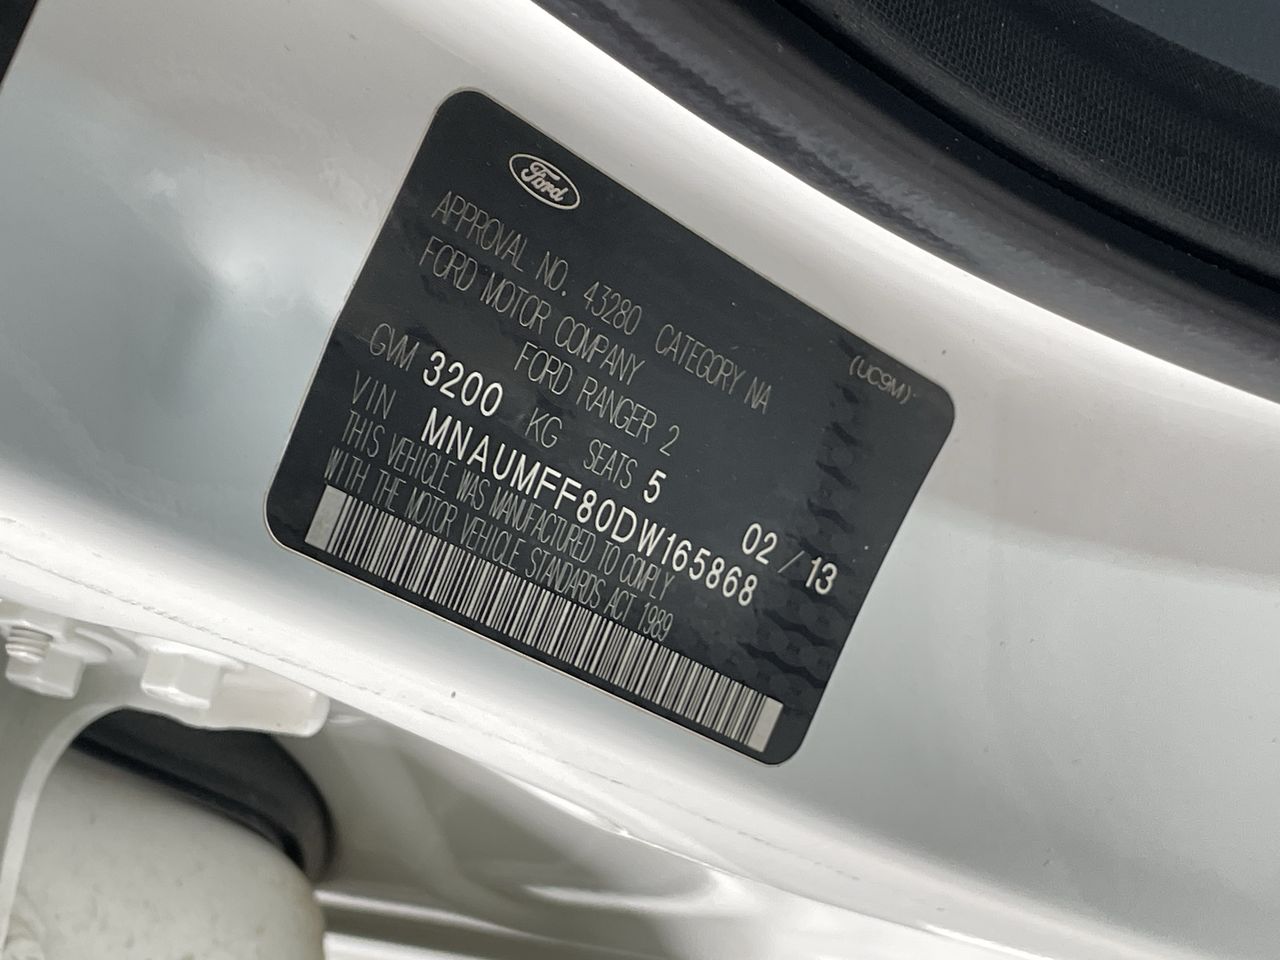 Ford
(UC9M)
APPROVAL NO. 43280 CATEGORY NA
FORD MOTOR COMPANY
FORD RANGER 2
GVM 3200 KG SEATS 5
VIN MNAUMFF80DW165868 02 / 13
THIS VEHICLE WAS MANUFACTURED TO COMPLY
WITH THE MOTOR VEHICLE STANDARDS ACT 1989